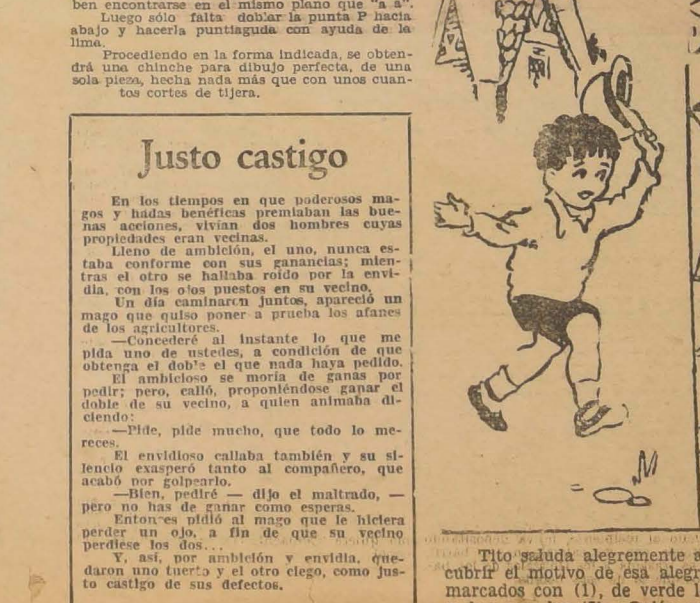 ben encontrarse en el mismo plano que "a a".
Luego sólo falta doblar la punta P hacia
abajo y hacerla puntiaguda con ayuda de la
lima.
Procediendo en la forma indicada, se obten-
drá una chinche para dibujo perfecta, de una
sola pieza, hecha nada más que con unos cuan-
tos cortes de tijera.
Justo castigo
En los tiempos en que poderosos ma-
gos y hadas benéficas premiaban las bue-
nas acciones, vivían dos hombres cuyas
propiedades eran vecinas.
Lleno de ambición, el uno, nunca es-
taba conforme con sus ganancias; mien-
tras el otro se hallaba roído por la envi-
dia, con los ojos puestos en su vecino.
Un día caminaron juntos, apareció un
mago que quiso poner a prueba los afanes
de los agricultores.
—Concederé al instante lo que me
pida uno de ustedes, a condición de que
obtenga el doble el que nada haya pedido.
El ambicioso se moría de ganas por
pedir; pero, calló, proponiéndose ganar el
doble de su vecino, a quien animaba di-
ciendo:
—Pide, pide mucho, que todo lo me-
reces.
El envidioso callaba también y su si-
lencio exasperó tanto al compañero, que
acabó por golpearlo.
—Bien, pediré — dijo el maltrado, —
pero no has de ganar como esperas.
Entonces pidió al mago que le hiciera
perder un ojo, a fin de que su vecino
perdiese los dos...
Y, así, por ambición y envidia, que-
daron uno tuerto y el otro ciego, como jus-
to castigo de sus defectos.
Tito saluda alegremente a
cubrir el motivo de esa alegr
marcados con (1), de verde l